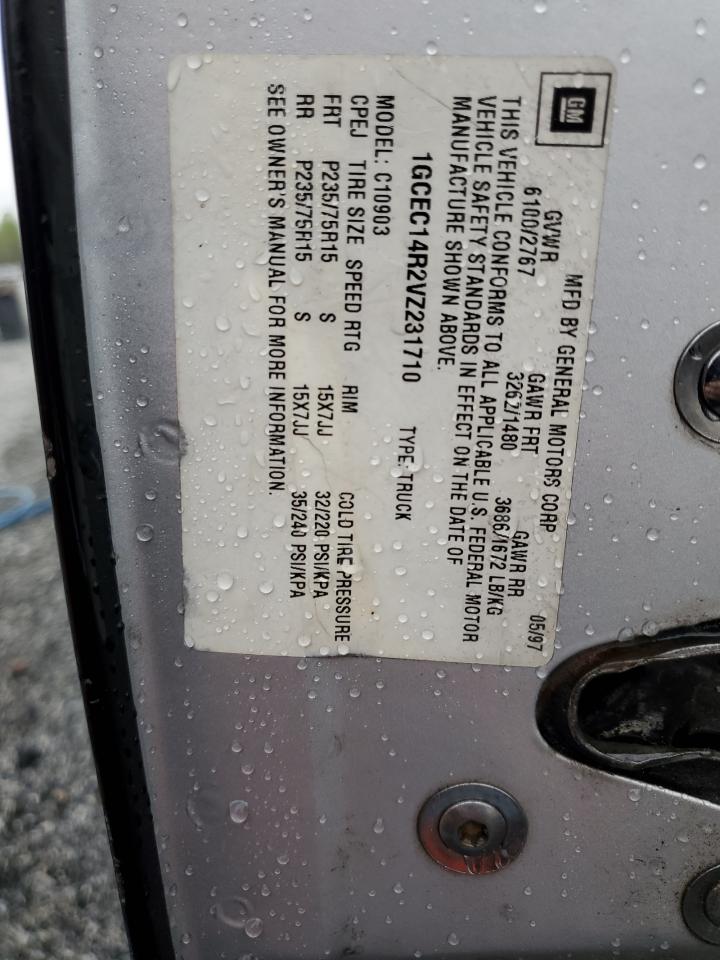 GM
MFD BY GENERAL MOTORS CORP 05/97
GVWR GAWR FRT GAWR RR
6100/2767 3267/1480 3686/1672 LB/KG
THIS VEHICLE CONFORMS TO ALL APPLICABLE U.S. FEDERAL MOTOR
VEHICLE SAFETY STANDARDS IN EFFECT ON THE DATE OF
MANUFACTURE SHOWN ABOVE.
1GCEC14R2VZ231710 TYPE: TRUCK
MODEL: C10903
CPEJ TIRE SIZE SPEED RTG RIM COLD TIRE PRESSURE
FRT P235/75R15 S 15X7JJ 32/220 PSI/KPA
RR P235/75R15 S 15X7JJ 35/240 PSI/KPA
SEE OWNER'S MANUAL FOR MORE INFORMATION.